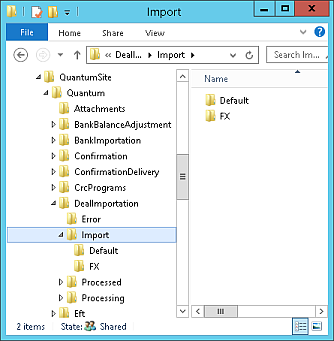 Import
File Home Share View
« Deall... ▸ Import ▸ Search Im...
QuantumSite
Quantum
Attachments
BankBalanceAdjustment
BankImportation
Confirmation
ConfirmationDelivery
CrcPrograms
DealImportation
Error
Import
Default
FX
Processed
Processing
Eft
Name
Default
FX
2 items State: Shared